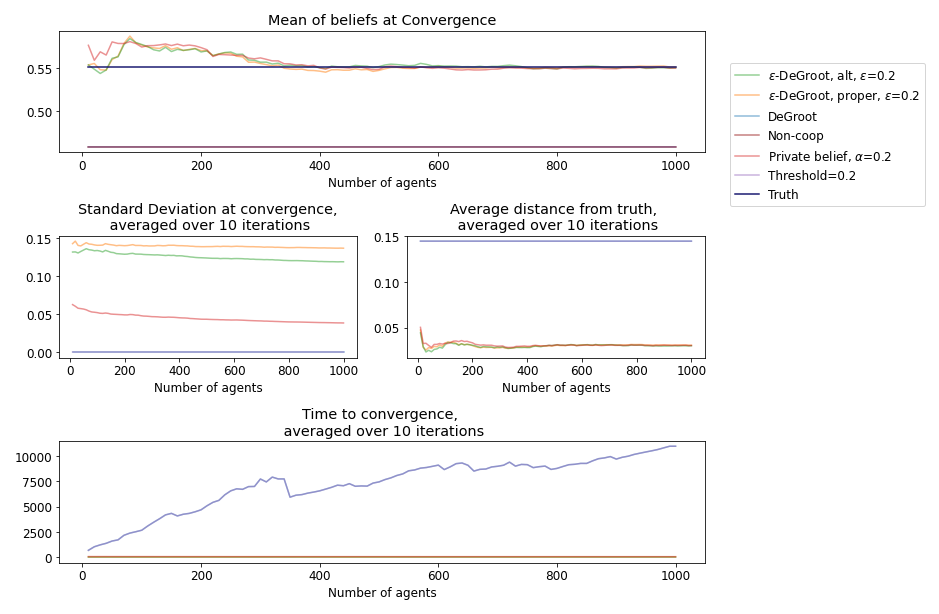 Mean of beliefs at Convergence
0.55
0.50
0 200 400 600 800 1000
Number of agents
ε-DeGroot, alt, ε=0.2
ε-DeGroot, proper, ε=0.2
DeGroot
Non-coop
Private belief, α=0.2
Threshold=0.2
Truth
Standard Deviation at convergence,
averaged over 10 iterations
0.15
0.10
0.05
0.00
0 200 400 600 800 1000
Number of agents
Average distance from truth,
averaged over 10 iterations
0.15
0.10
0.05
0 200 400 600 800 1000
Number of agents
Time to convergence,
averaged over 10 iterations
10000
7500
5000
2500
0
0 200 400 600 800 1000
Number of agents